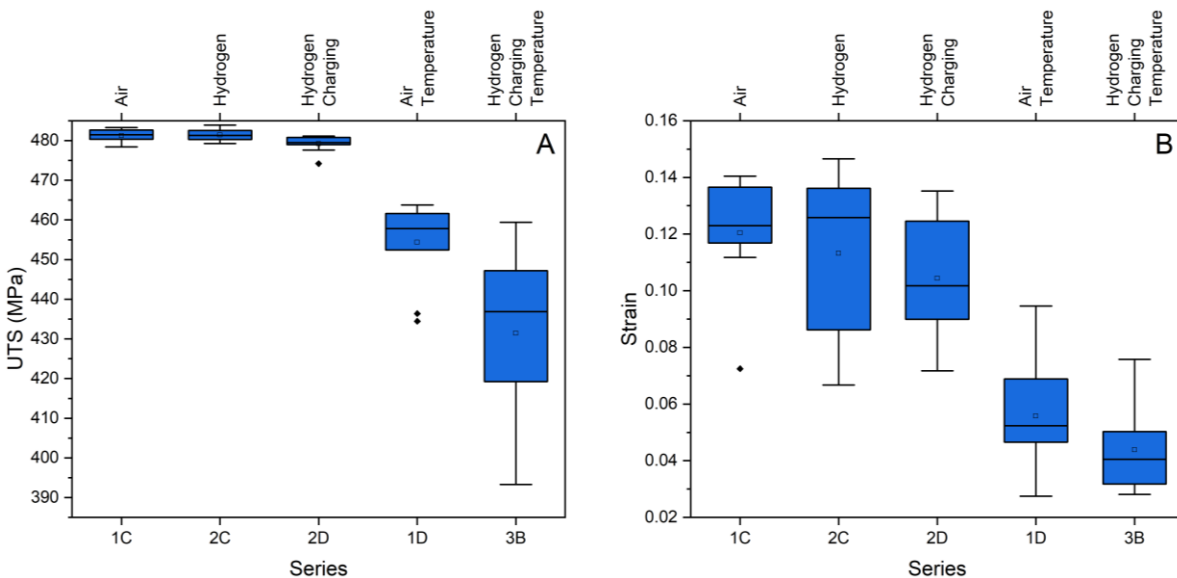 Air
Hydrogen
Hydrogen
Charging
Air
Temperature
Hydrogen
Charging
Temperature
A
UTS (MPa)
480
470
460
450
440
430
420
410
400
390
1C
2C
2D
1D
3B
Series
Air
Hydrogen
Hydrogen
Charging
Air
Temperature
Hydrogen
Charging
Temperature
B
Strain
0.16
0.14
0.12
0.10
0.08
0.06
0.04
0.02
1C
2C
2D
1D
3B
Series